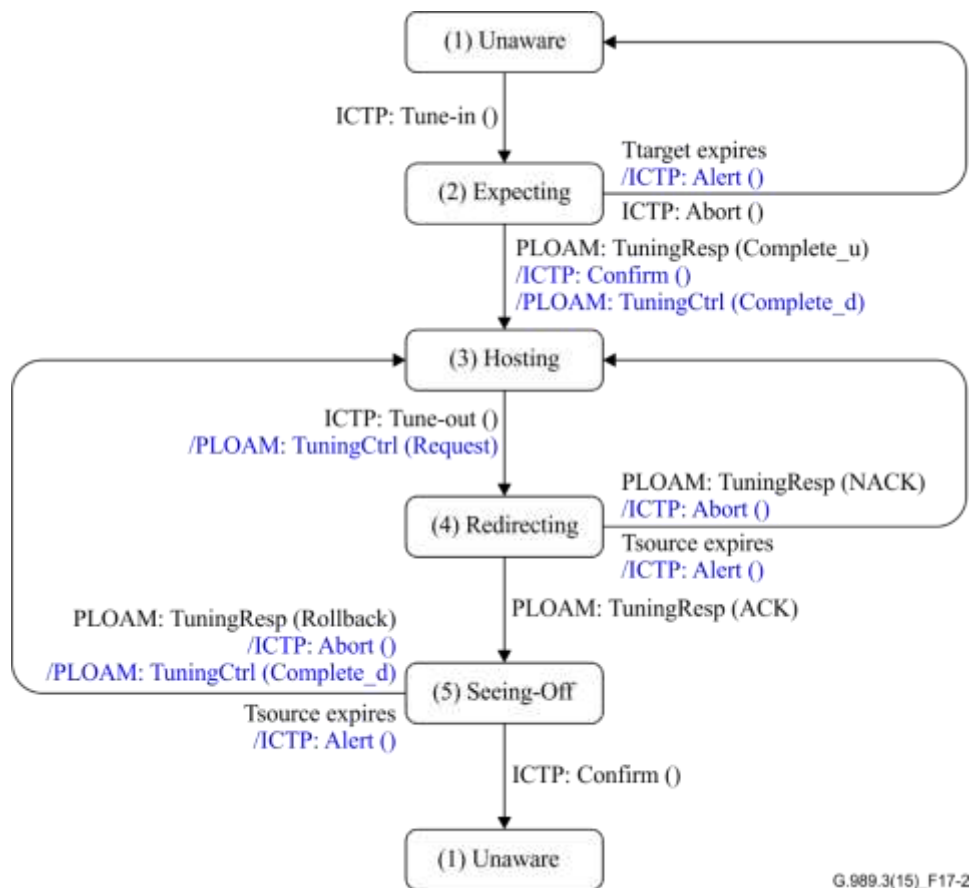 (1) Unaware
ICTP: Tune-in ()
Ttarget expires
/ICTP: Alert ()
(2) Expecting
ICTP: Abort ()
PLOAM: TuningResp (Complete_u)
/ICTP: Confirm ()
/PLOAM: TuningCtrl (Complete_d)
(3) Hosting
ICTP: Tune-out ()
/PLOAM: TuningCtrl (Request)
PLOAM: TuningResp (NACK)
/ICTP: Abort ()
(4) Redirecting
Tsource expires
/ICTP: Alert ()
PLOAM: TuningResp (ACK)
PLOAM: TuningResp (Rollback)
/ICTP: Abort ()
/PLOAM: TuningCtrl (Complete_d)
(5) Seeing-Off
Tsource expires
/ICTP: Alert ()
ICTP: Confirm ()
(1) Unaware
G.989.3(15)_F17-2